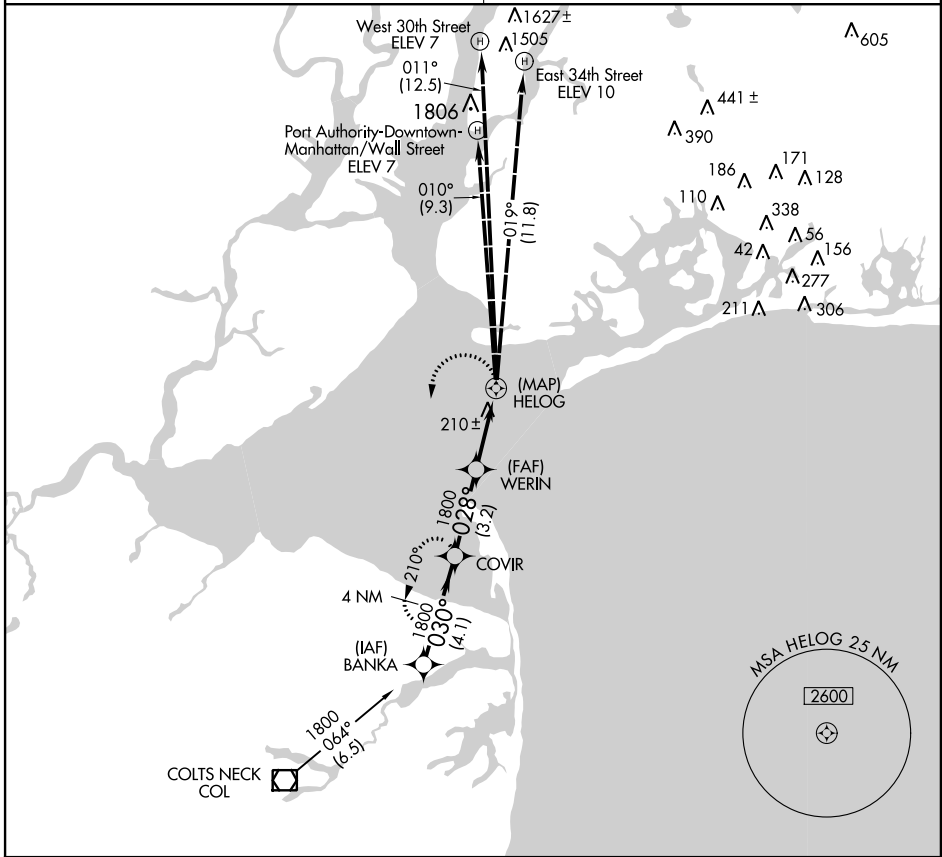 1627±
605
West 30th Street
ELEV 7
1505
East 34th Street
ELEV 10
011°
(12.5)
1806
441 ±
390
Port Authority-Downtown-
Manhattan/Wall Street
ELEV 7
186
171
128
110
010°
(9.3)
019°
(11.8)
338
56
42
156
277
211
306
(MAP)
HELOG
210 ±
(FAF)
WERIN
1800
028°
(3.2)
COVIR
210°
4 NM
1800
030°
(4.1)
(IAF)
BANKA
1800
064°
(6.5)
COLTS NECK
COL
MSA HELOG 25 NM
2600
H
H
H